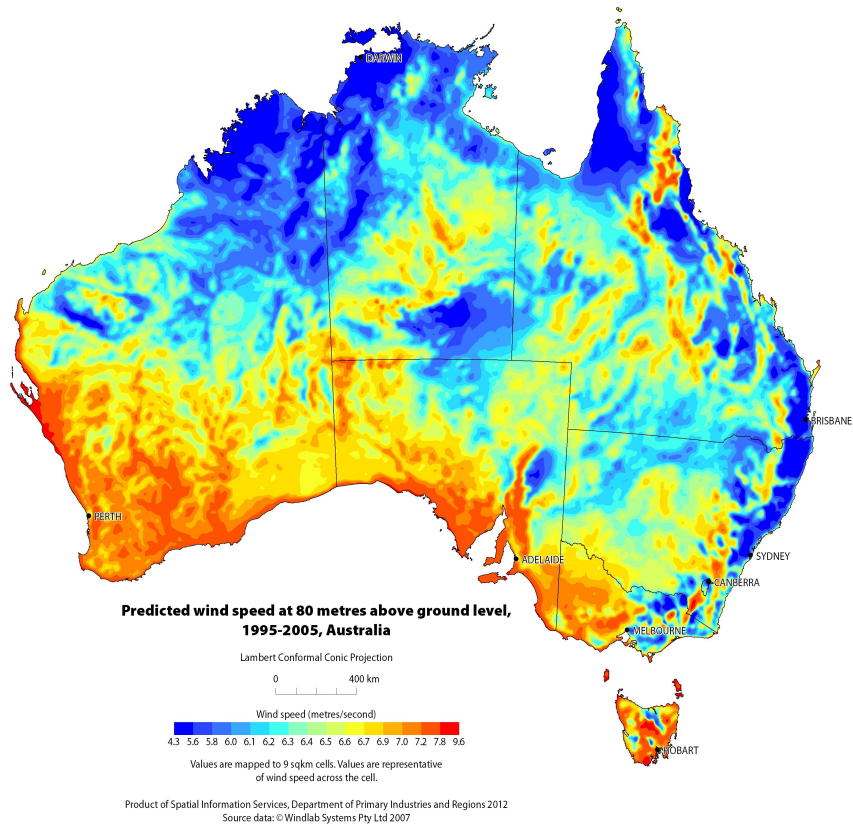 DARWIN
BRISBANE
PERTH
SYDNEY
ADELAIDE
CANBERRA
Predicted wind speed at 80 metres above ground level,
1995-2005, Australia
MELBOURNE
Lambert Conformal Conic Projection
0 400 km
Wind speed (metres/second)
4.3 5.6 5.8 6.0 6.1 6.2 6.3 6.4 6.5 6.6 6.7 6.9 7.0 7.2 7.8 9.6
HOBART
Values are mapped to 9 sqkm cells. Values are representative
of wind speed across the cell.
Product of Spatial Information Services, Department of Primary Industries and Regions 2012
Source data: © Windlab Systems Pty Ltd 2007